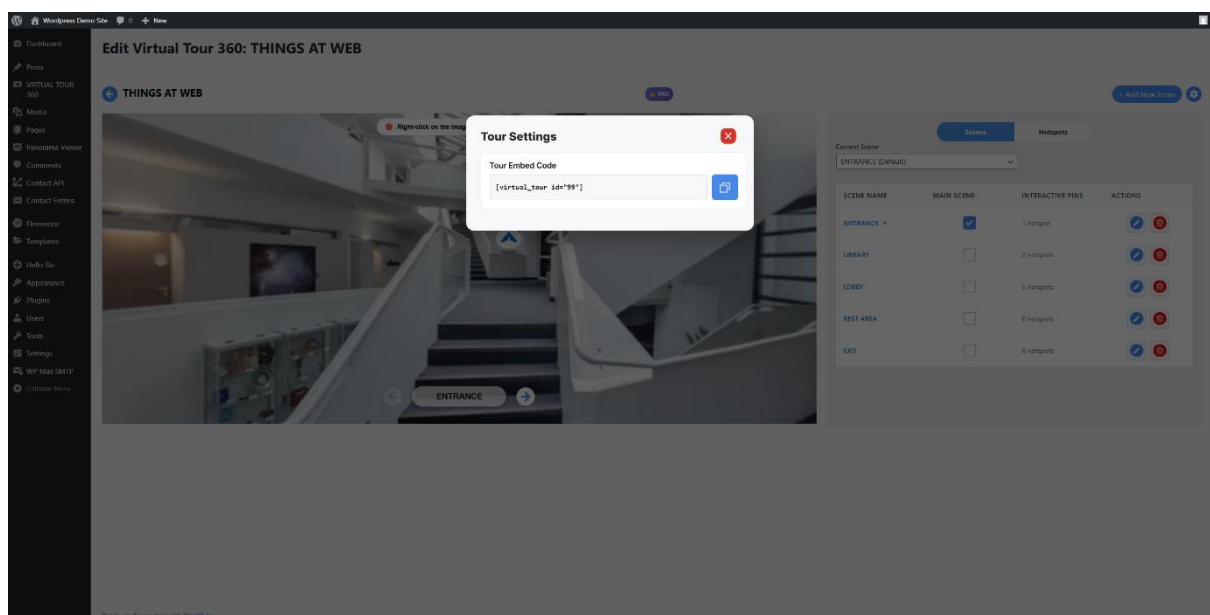 Wordpress Demo Site 0 + New
Dashboard
Posts
VIRTUAL TOUR
360
Media
Pages
Panorama Viewer
Comments
Contact API
Contact Entries
Elementor
Templates
Hello Biz
Appearance
Plugins
Users
Tools
Settings
WP Mail SMTP
Collapse Menu
Edit Virtual Tour 360: THINGS AT WEB
THINGS AT WEB
PRO
+ Add New Scene
Right-click on the imag
Tour Settings
Tour Embed Code
[virtual_tour id="99"]
ENTRANCE
Scenes Hotspots
Current Scene
ENTRANCE (Default)
SCENE NAME MAIN SCENE INTERACTIVE PINS ACTIONS
ENTRANCE 1 hotspot
LIBRARY 2 hotspots
LOBBY 5 hotspots
REST AREA 0 hotspots
EXIT 0 hotspots